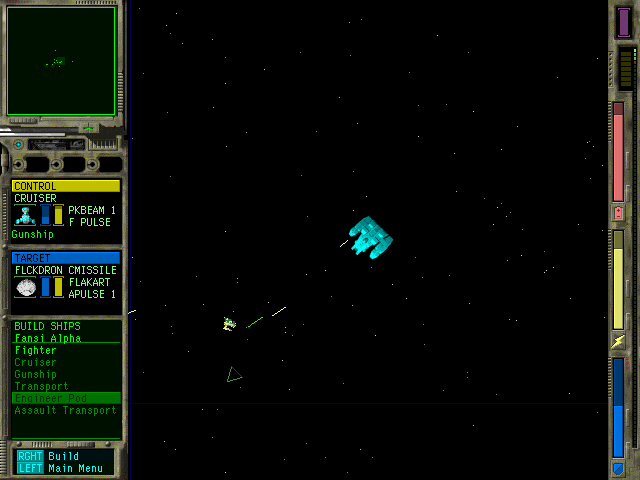 CONTROL
CRUISER
PKBEAM 1
F PULSE
Gunship
TARGET
FLCKDRON CMISSILE
FLAKART
APULSE 1
BUILD SHIPS
Fansi Alpha
Fighter
Cruiser
Gunship
Transport
Engineer Pod
Assault Transport
RGHT Build
LEFT Main Menu